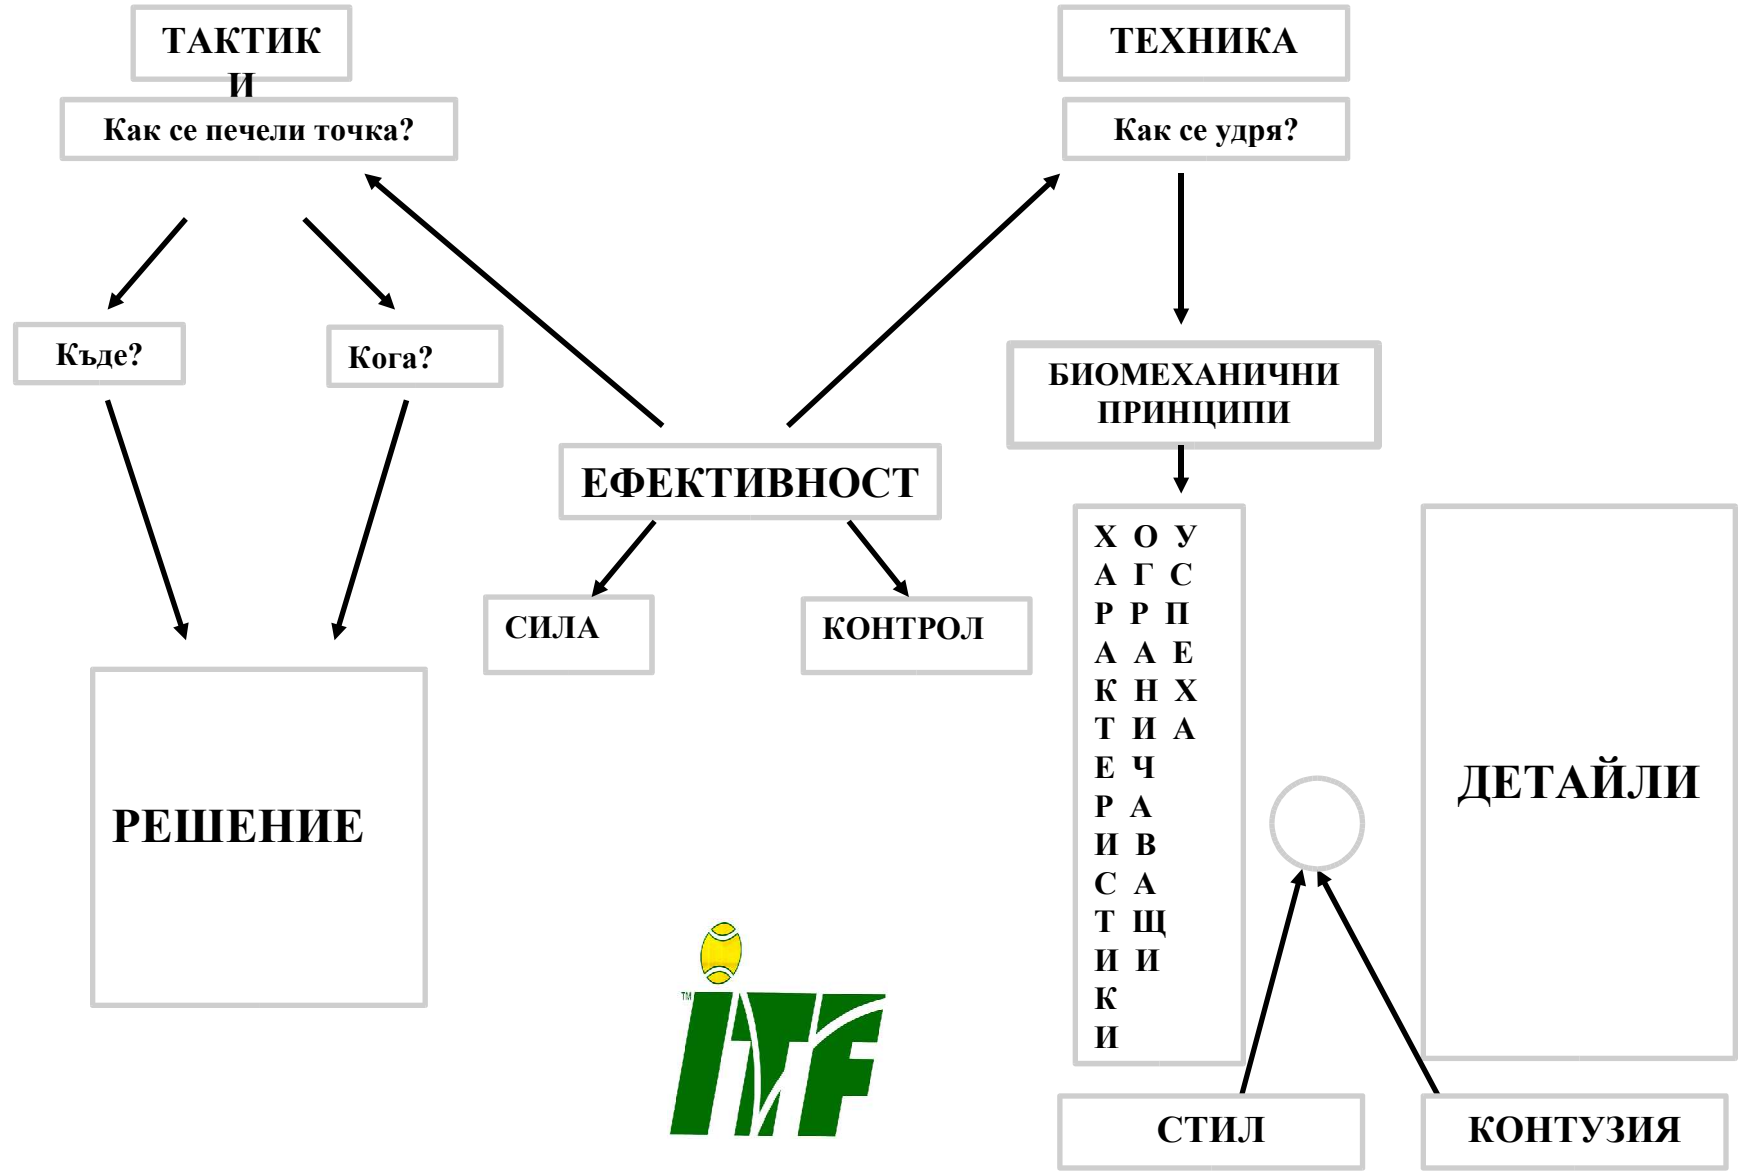 ТАКТИК
И
Как се печели точка?
ТЕХНИКА
Как се удря?
Къде?
Кога?
БИОМЕХАНИЧНИ
ПРИНЦИПИ
ЕФЕКТИВНОСТ
СИЛА
КОНТРОЛ
Х О У
А Г С
Р Р П
А А Е
К Н Х
Т И А
Е Ч
Р А
И В
С А
Т Щ
И И
К
И
ДЕТАЙЛИ
РЕШЕНИЕ
TM
iTF
СТИЛ
КОНТУЗИЯ